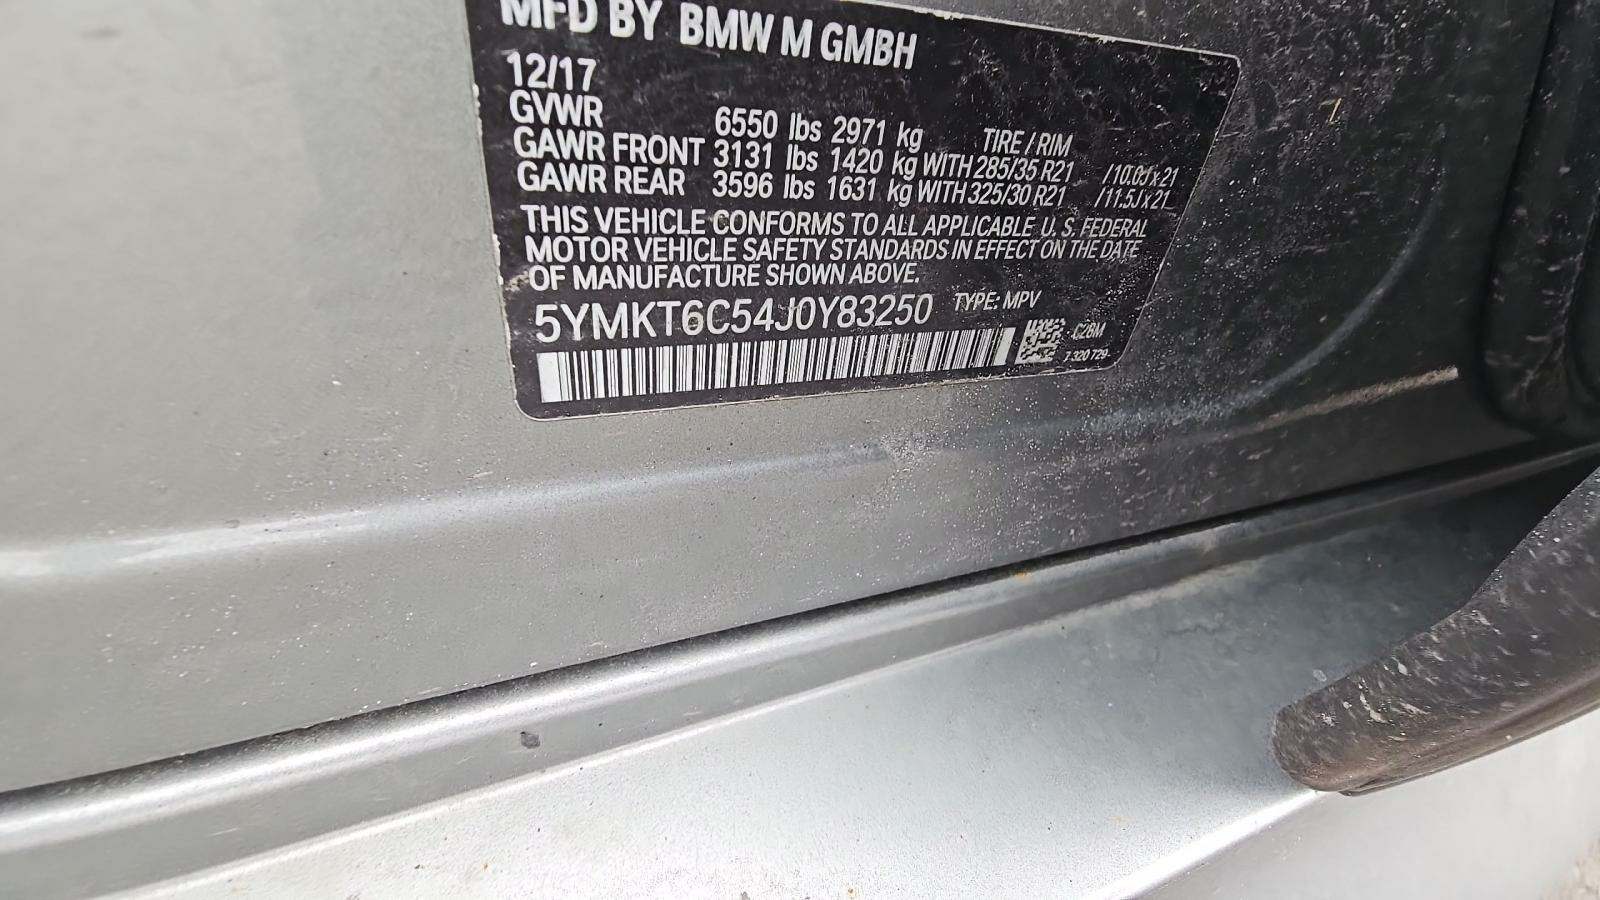 MFD BY BMW M GMBH
12/17
GVWR 6550 lbs 2971 kg TIRE / RIM
GAWR FRONT 3131 lbs 1420 kg WITH 285/35 R21 /10.0J x 21
GAWR REAR 3596 lbs 1631 kg WITH 325/30 R21 /11.5J x 21
THIS VEHICLE CONFORMS TO ALL APPLICABLE U. S. FEDERAL
MOTOR VEHICLE SAFETY STANDARDS IN EFFECT ON THE DATE
OF MANUFACTURE SHOWN ABOVE.
5YMKT6C54J0Y83250 TYPE: MPV
7 320 729